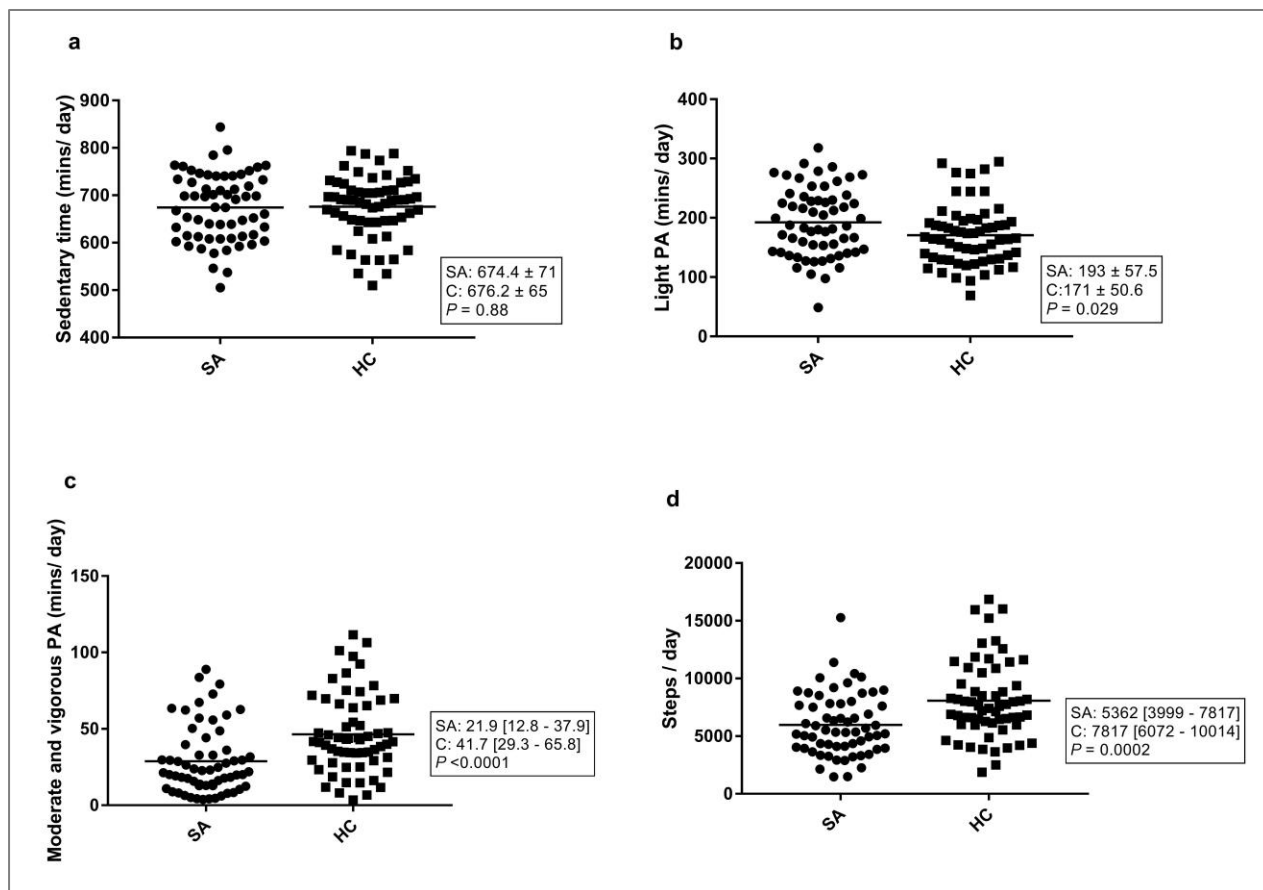 a
Sedentary time (mins/ day)
900
800
700
600
500
400
SA
HC
SA: 674.4 ± 71
C: 676.2 ± 65
P = 0.88
b
Light PA (mins/ day)
400
300
200
100
0
SA
HC
SA: 193 ± 57.5
C:171 ± 50.6
P = 0.029
c
Moderate and vigorous PA (mins/ day)
150
100
50
0
SA
HC
SA: 21.9 [12.8 - 37.9]
C: 41.7 [29.3 - 65.8]
P <0.0001
d
Steps / day
20000
15000
10000
5000
0
SA
HC
SA: 5362 [3999 - 7817]
C: 7817 [6072 - 10014]
P = 0.0002